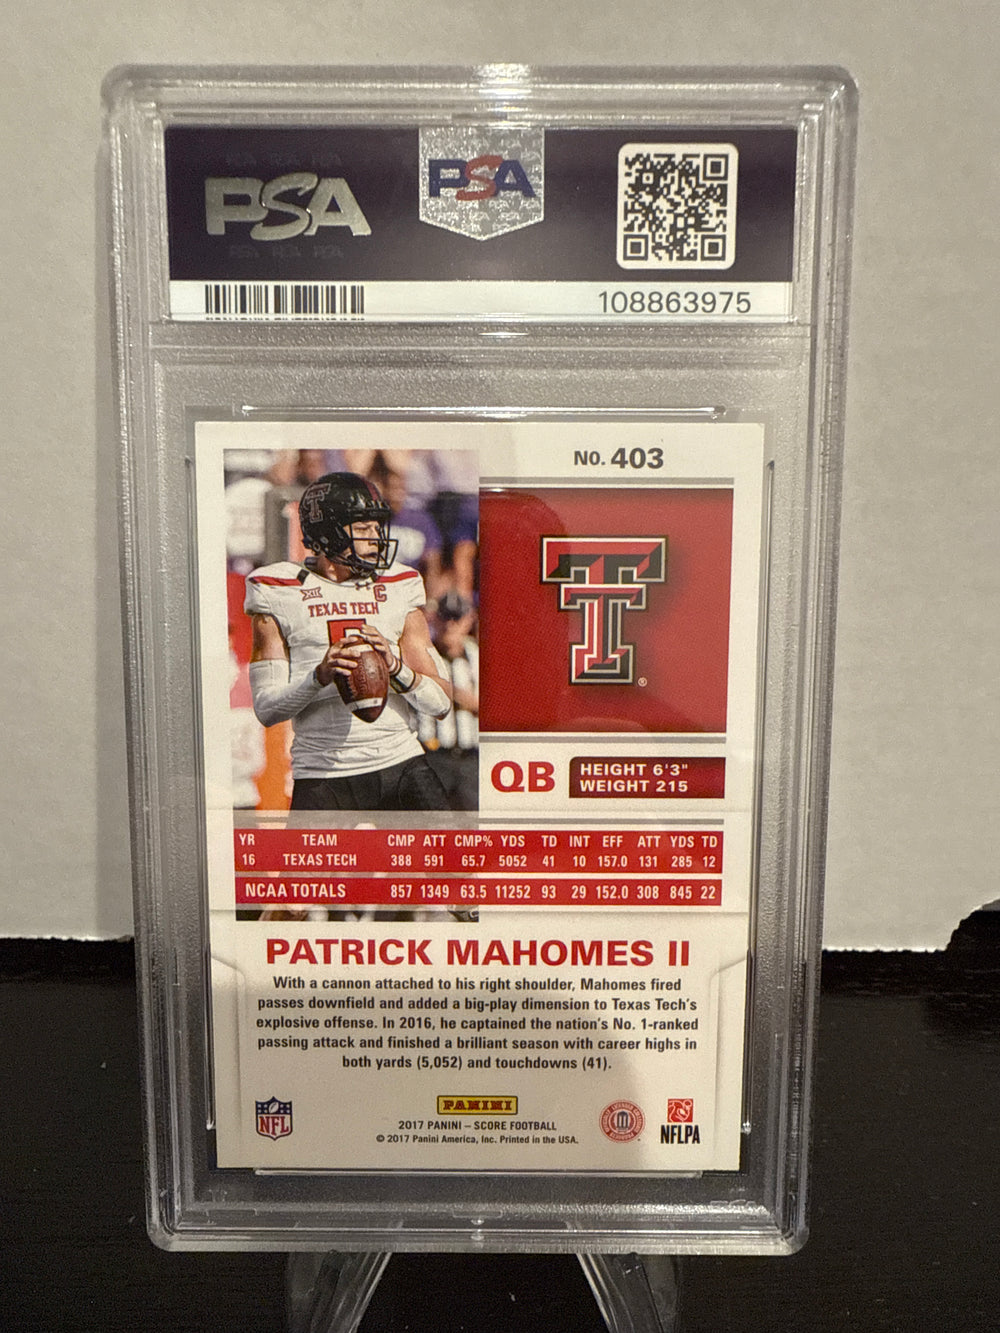 PSA
PSA
108863975
NO. 403
TEXAS TECH
C
XII
QB
HEIGHT 6'3"
WEIGHT 215
YR TEAM CMP ATT CMP% YDS TD INT EFF ATT YDS TD
16 TEXAS TECH 388 591 65.7 5052 41 10 157.0 131 285 12
NCAA TOTALS 857 1349 63.5 11252 93 29 152.0 308 845 22
PATRICK MAHOMES II
With a cannon attached to his right shoulder, Mahomes fired
passes downfield and added a big-play dimension to Texas Tech's
explosive offense. In 2016, he captained the nation's No. 1-ranked
passing attack and finished a brilliant season with career highs in
both yards (5,052) and touchdowns (41).
NFL
PANINI
2017 PANINI – SCORE FOOTBALL
© 2017 Panini America, Inc. Printed in the USA.
NFLPA